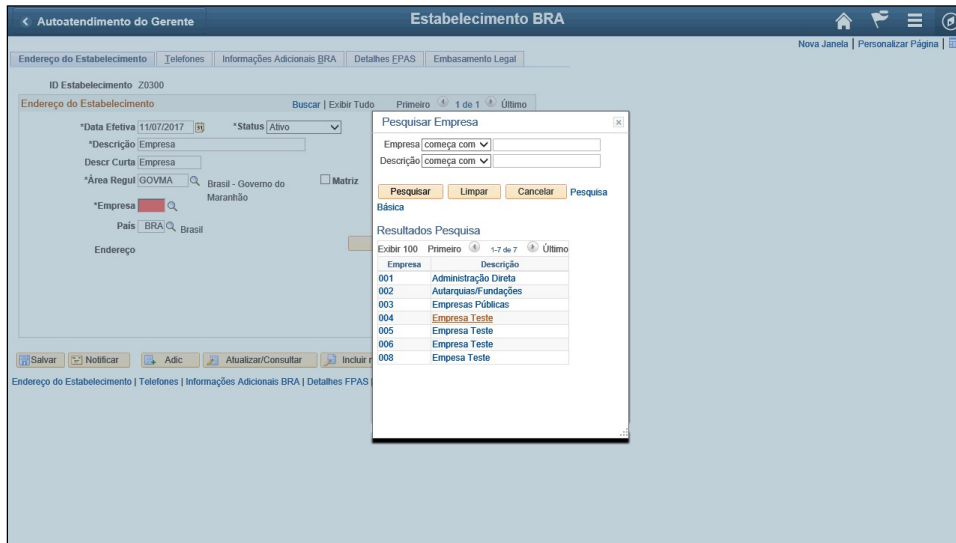 Autoatendimento do Gerente
Estabelecimento BRA
Nova Janela | Personalizar Página |
Endereço do Estabelecimento Telefones Informações Adicionais BRA Detalhes FPAS Embasamento Legal
ID Estabelecimento Z0300
Endereço do Estabelecimento Buscar | Exibir Tudo Primeiro 1 de 1 Último
*Data Efetiva 11/07/2017 *Status Ativo
*Descrição Empresa
Descr Curta Empresa
*Área Regul GOVMA Brasil - Governo do Maranhão Matriz
*Empresa
País BRA Brasil
Endereço
Salvar Notificar Adic Atualizar/Consultar Incluir
Endereço do Estabelecimento | Telefones | Informações Adicionais BRA | Detalhes FPAS |
Pesquisar Empresa
Empresa começa com
Descrição começa com
Pesquisar Limpar Cancelar Pesquisa
Básica
Resultados Pesquisa
Exibir 100 Primeiro 1-7 de 7 Último
Empresa Descrição
001 Administração Direta
002 Autarquias/Fundações
003 Empresas Públicas
004 Empresa Teste
005 Empresa Teste
006 Empresa Teste
008 Empesa Teste